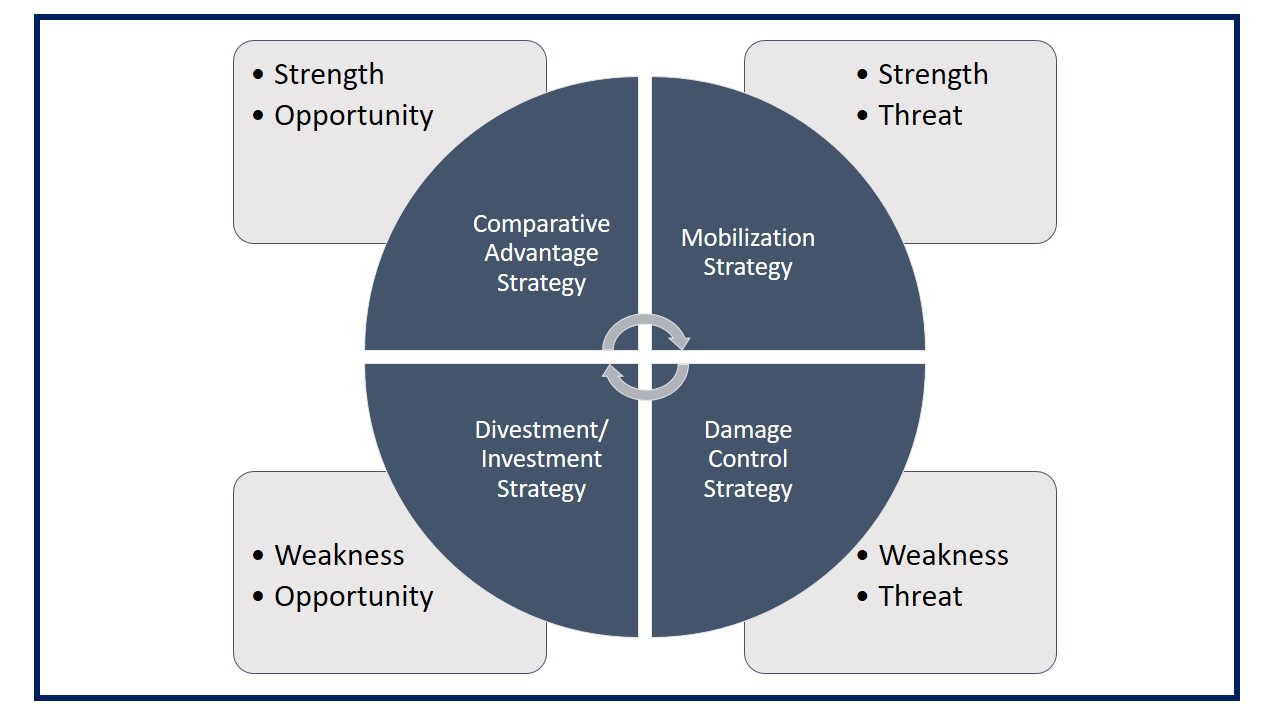 • Strength
• Opportunity
• Strength
• Threat
Comparative
Advantage
Strategy
Mobilization
Strategy
Divestment/
Investment
Strategy
Damage
Control
Strategy
• Weakness
• Opportunity
• Weakness
• Threat